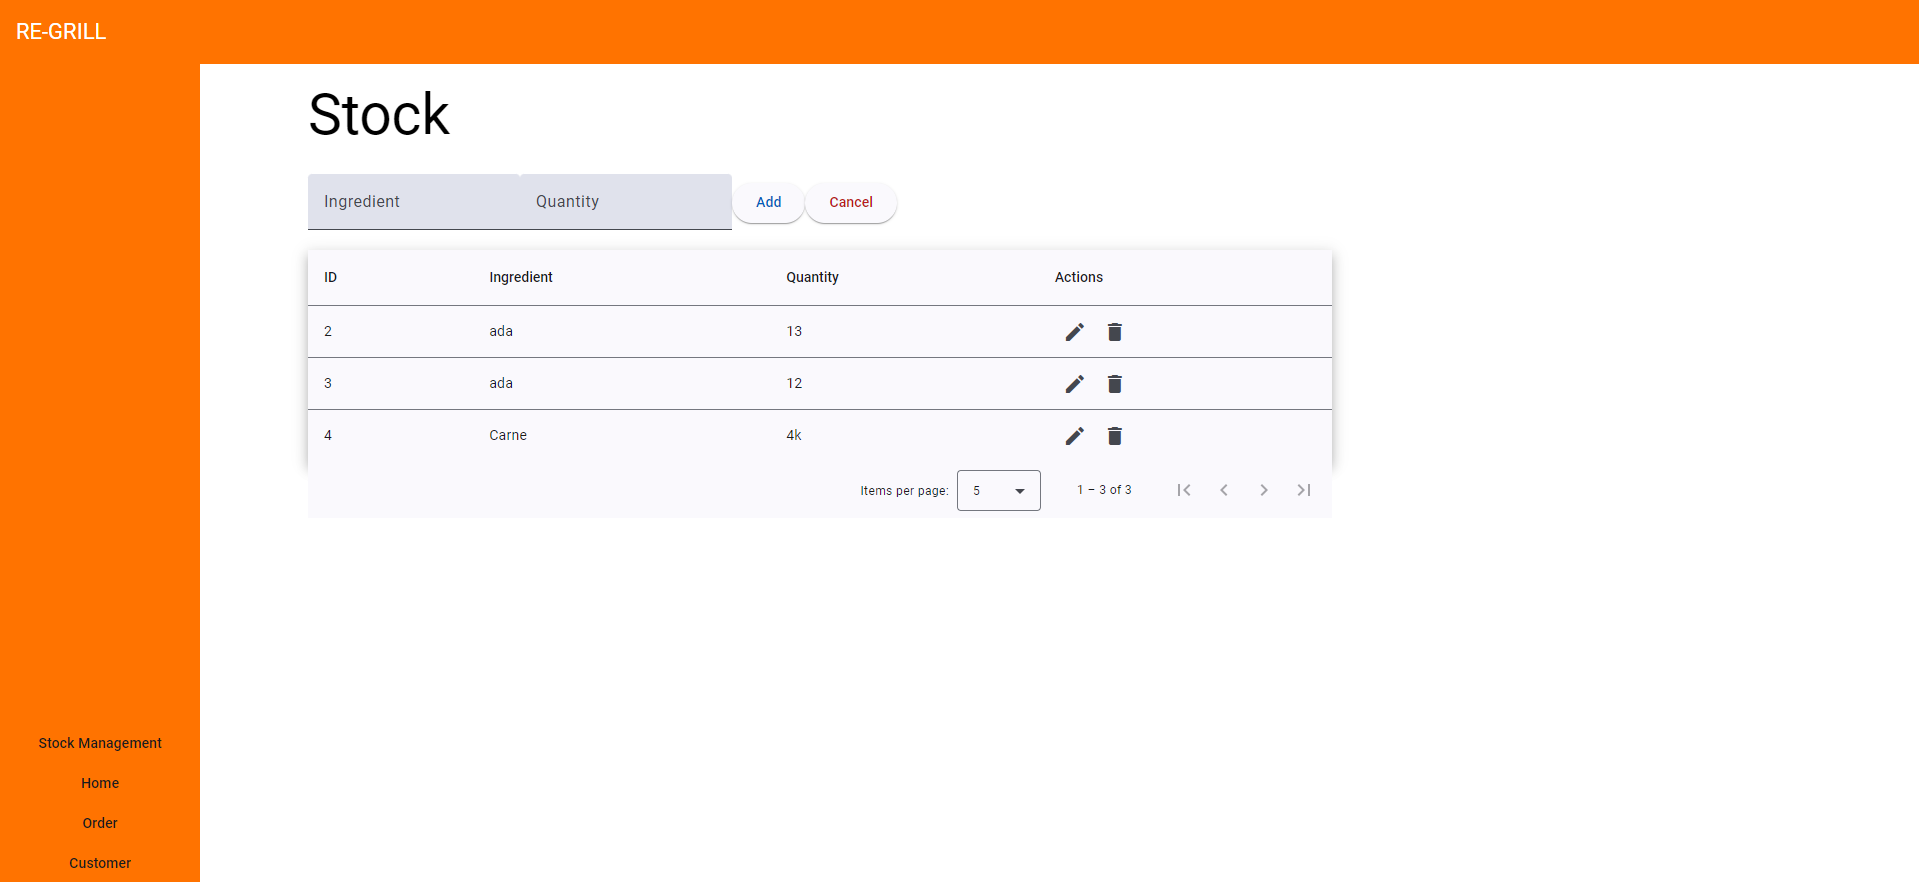 RE-GRILL
Stock
Ingredient Quantity Add Cancel
ID Ingredient Quantity Actions
2 ada 13
3 ada 12
4 Carne 4k
Items per page: 5 1 – 3 of 3
Stock Management
Home
Order
Customer